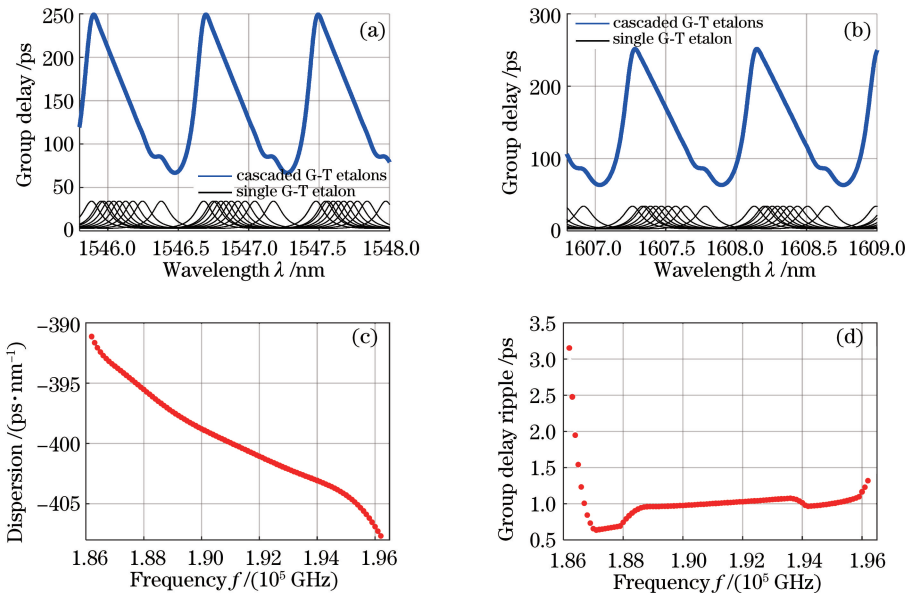 (a)
cascaded G-T etalons
single G-T etalon
Group delay /ps
250
200
150
100
50
0
1546.0
1546.5
1547.0
1547.5
1548.0
Wavelength λ /nm
(b)
cascaded G-T etalons
single G-T etalon
Group delay /ps
300
200
100
0
1607.0
1607.5
1608.0
1608.5
1609.0
Wavelength λ /nm
(c)
Dispersion /(ps·nm⁻¹)
−390
−395
−400
−405
1.86
1.88
1.90
1.92
1.94
1.96
Frequency f /(10⁵ GHz)
(d)
Group delay ripple /ps
3.5
3.0
2.5
2.0
1.5
1.0
0.5
1.86
1.88
1.90
1.92
1.94
1.96
Frequency f /(10⁵ GHz)